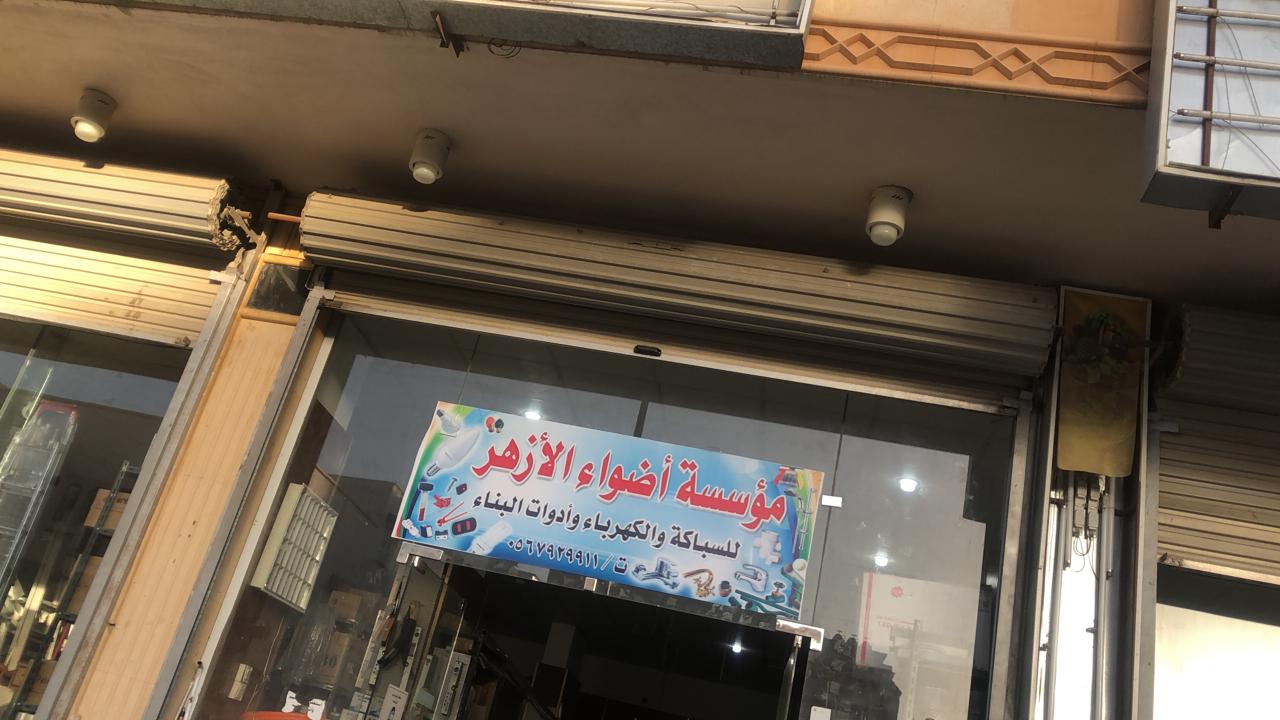 مؤسسة أضواء الأزهر
للسباكة والكهرباء وأدوات البناء
ت / ٠٥٦٧٩٢٩٩١١